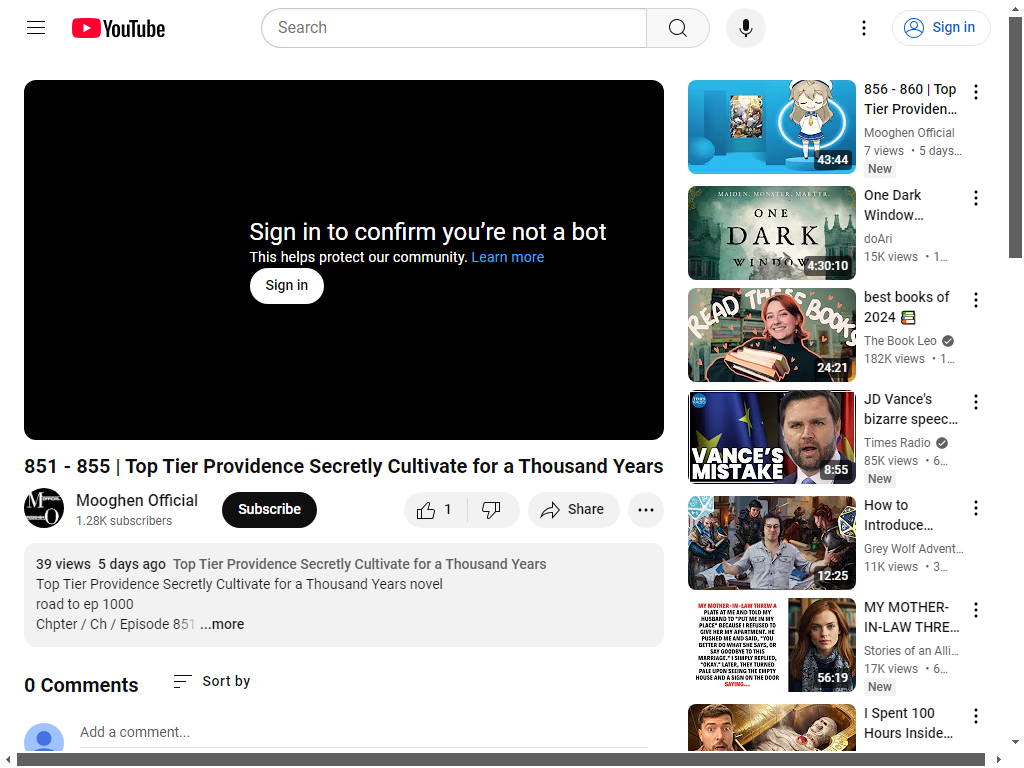 YouTube
Search
Sign in
Sign in to confirm you're not a bot
This helps protect our community. Learn more
Sign in
851 - 855 | Top Tier Providence Secretly Cultivate for a Thousand Years
Mooghen Official
1.28K subscribers
Subscribe
1
Share
39 views 5 days ago Top Tier Providence Secretly Cultivate for a Thousand Years
Top Tier Providence Secretly Cultivate for a Thousand Years novel
road to ep 1000
Chpter / Ch / Episode 851 ...more
0 Comments
Sort by
Add a comment...
43:44
856 - 860 | Top
Tier Providen...
Mooghen Official
7 views • 5 days...
New
MAIDEN. MONSTER. MARTYR.
ONE
DARK
WINDOW
4:30:10
One Dark
Window...
doAri
15K views • 1...
READ THESE BOOKS
24:21
best books of
2024
The Book Leo
182K views • 1...
VANCE'S
MISTAKE
8:55
JD Vance's
bizarre speec...
Times Radio
85K views • 6...
New
12:25
How to
Introduce...
Grey Wolf Advent...
11K views • 3...
MY MOTHER-IN-LAW THREW A
PLATE AT ME AND TOLD MY
HUSBAND TO "PUT ME IN MY
PLACE" BECAUSE I REFUSED TO
GIVE HER MY APARTMENT. HE
PUSHED ME AND SAID, "YOU
BETTER DO WHAT SHE SAYS, OR
SAY GOODBYE TO THIS
MARRIAGE." I SIMPLY REPLIED,
"OKAY." LATER, THEY TURNED
PALE UPON SEEING THE EMPTY
HOUSE AND A SIGN ON THE DOOR
SAYING...
56:19
MY MOTHER-
IN-LAW THRE...
Stories of an Alli...
17K views • 6...
New
I Spent 100
Hours Inside...